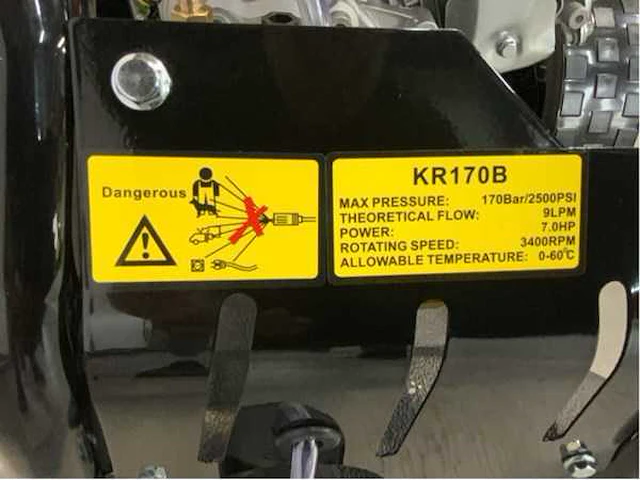 Dangerous
KR170B
MAX PRESSURE: 170Bar/2500PSI
THEORETICAL FLOW: 9LPM
POWER: 7.0HP
ROTATING SPEED: 3400RPM
ALLOWABLE TEMPERATURE: 0-60℃